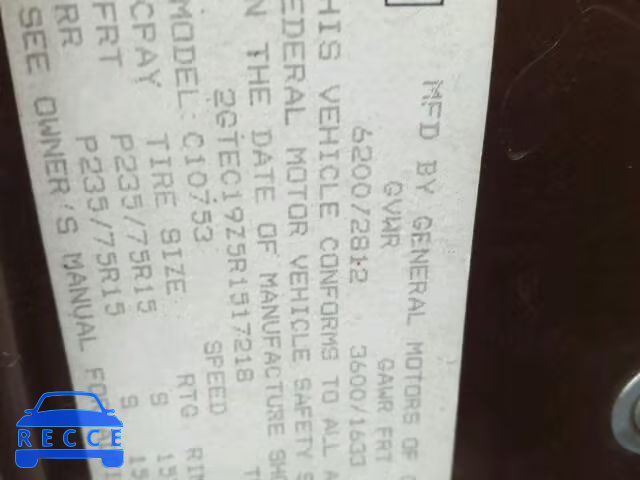 MFD BY GENERAL MOTORS OF
GVWR GAWR FRT
6200/2812 3600/1633
THIS VEHICLE CONFORMS TO ALL
FEDERAL MOTOR VEHICLE SAFETY
IN THE DATE OF MANUFACTURE
2GTEC19Z5R1517218
MODEL: C10753 SPEED
CPAY TIRE SIZE RTG
FRT P235/75R15 S
RR P235/75R15 S
SEE OWNER'S MANUAL FOR
RECCE